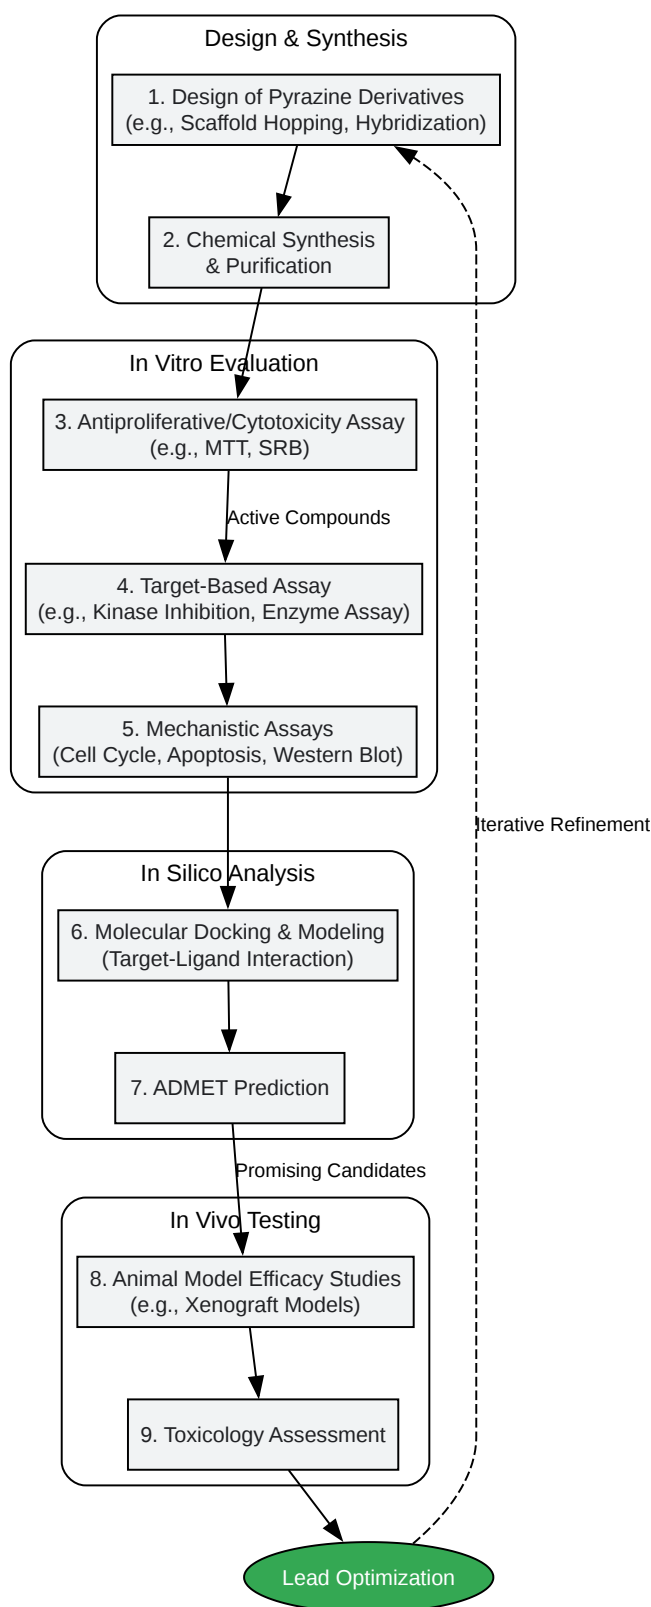 Design & Synthesis
1. Design of Pyrazine Derivatives
(e.g., Scaffold Hopping, Hybridization)
2. Chemical Synthesis
& Purification
In Vitro Evaluation
3. Antiproliferative/Cytotoxicity Assay
(e.g., MTT, SRB)
Active Compounds
4. Target-Based Assay
(e.g., Kinase Inhibition, Enzyme Assay)
5. Mechanistic Assays
(Cell Cycle, Apoptosis, Western Blot)
Iterative Refinement
In Silico Analysis
6. Molecular Docking & Modeling
(Target-Ligand Interaction)
7. ADMET Prediction
Promising Candidates
In Vivo Testing
8. Animal Model Efficacy Studies
(e.g., Xenograft Models)
9. Toxicology Assessment
Lead Optimization